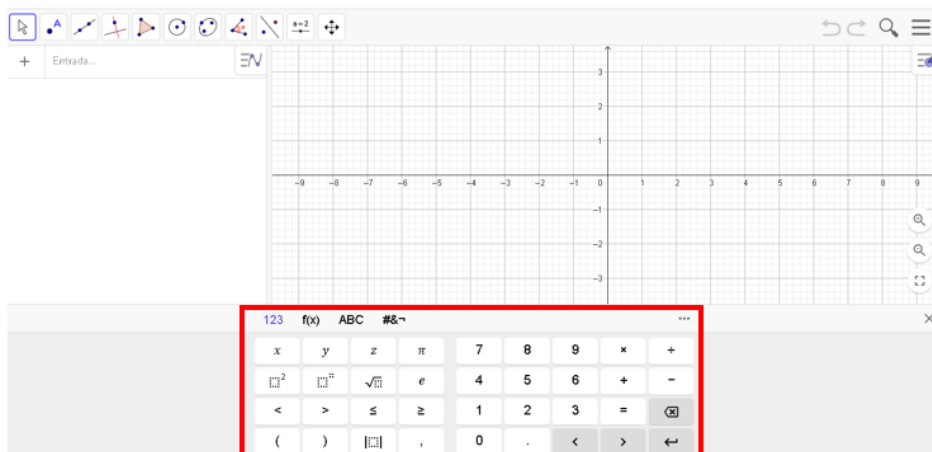 A
a=2
+ Entrada...
3
2
1
-9 -8 -7 -6 -5 -4 -3 -2 -1 0 1 2 3 4 5 6 7 8 9
-1
-2
-3
123 f(x) ABC #&¬ ...
x y z π 7 8 9 × ÷
□² □^□ √□ e 4 5 6 + −
< > ≤ ≥ 1 2 3 =
( ) |□| , 0 . < >